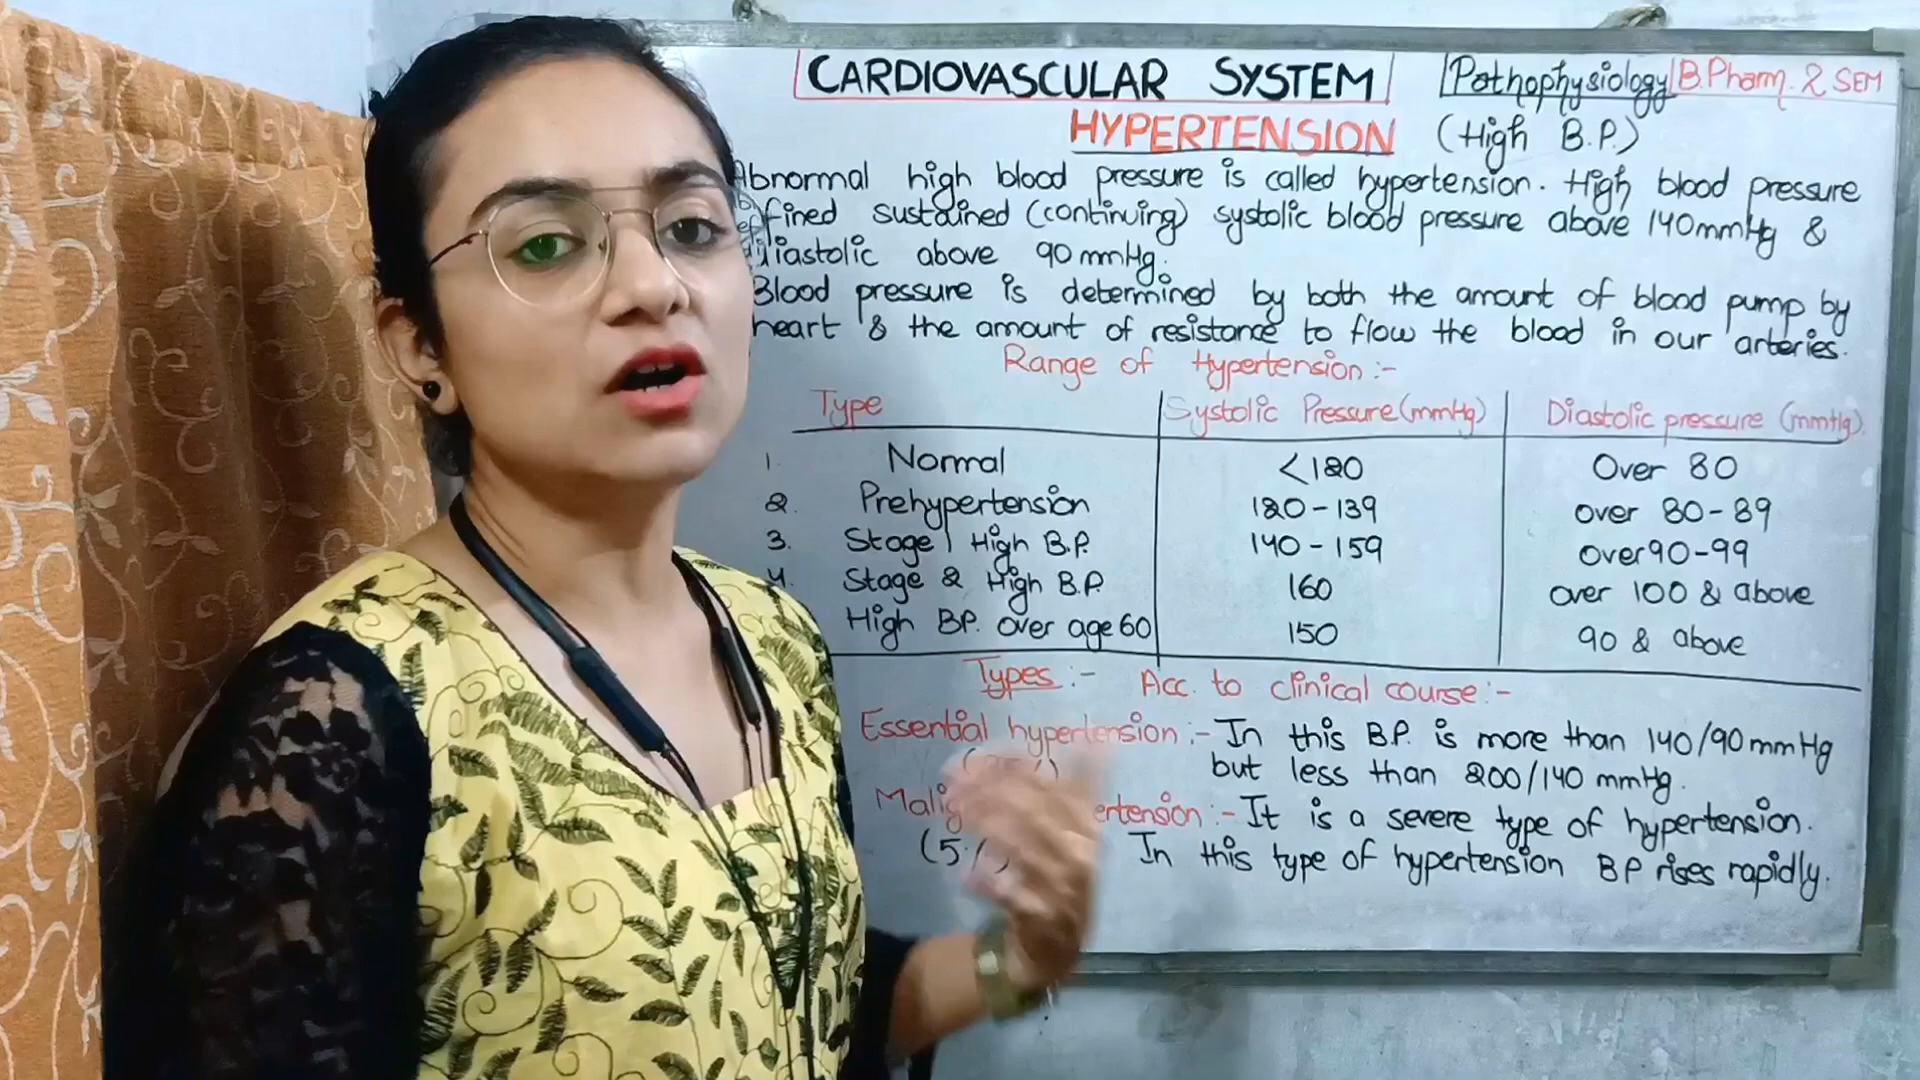 CARDIOVASCULAR SYSTEM
Pathophysiology B.Pharm. 2 SEM
HYPERTENSION (High B.P.)
Abnormal high blood pressure is called hypertension. High blood pressure
fined sustained (continuing) systolic blood pressure above 140mmHg &
diastolic above 90 mmHg.
Blood pressure is determined by both the amount of blood pump by
heart & the amount of resistance to flow the blood in our arteries.
Range of Hypertension:-
Type Systolic Pressure (mmHg) Diastolic pressure (mmHg)
1. Normal <120 Over 80
2. Prehypertension 120-139 over 80-89
3. Stage 1 High B.P. 140-159 over 90-99
4. Stage 2 High B.P. 160 over 100 & above
High BP. over age 60 150 90 & above
Types:- Acc. to clinical course:-
Essential hypertension:- In this B.P. is more than 140/90 mmHg
but less than 200/140 mmHg.
Malig ertension:- It is a severe type of hypertension.
(5%) In this type of hypertension BP rises rapidly.